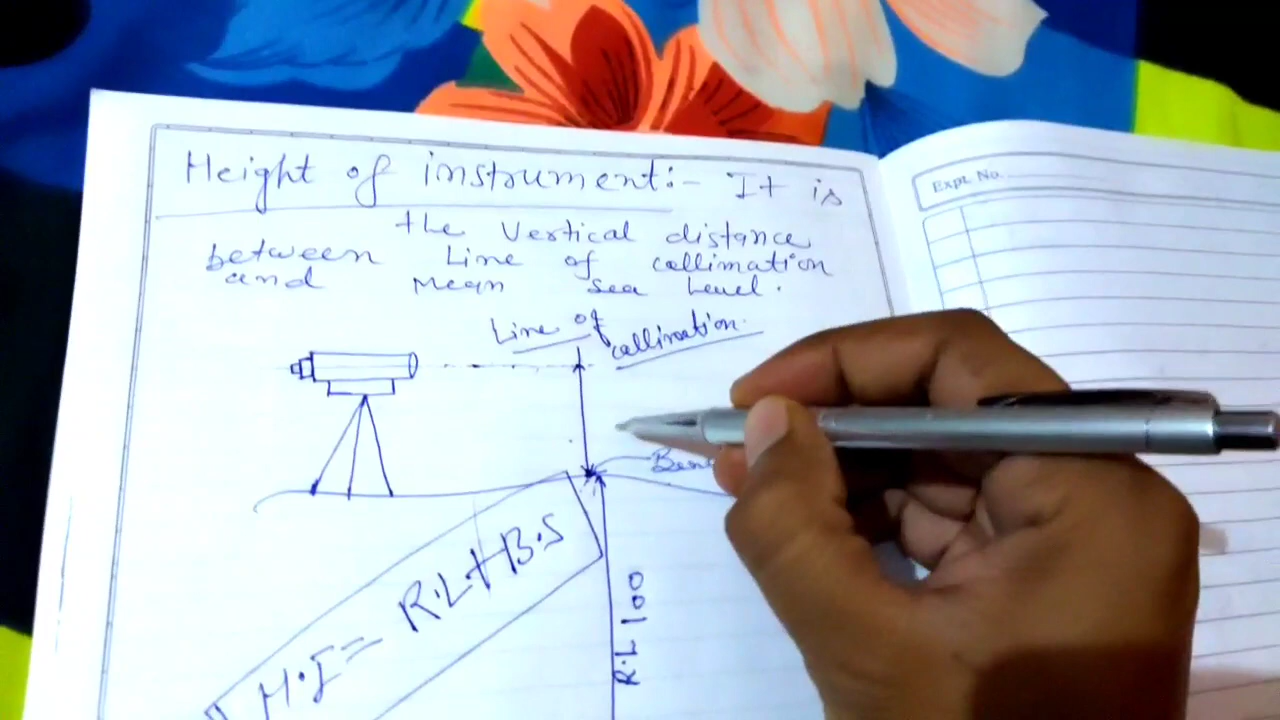 Height of instrument:- It is
the Vertical distance
between Line of collimation
and Mean Sea Level.
Line of
collimation.
R.L 100
H.I = R.L + B.S
Expt. No.